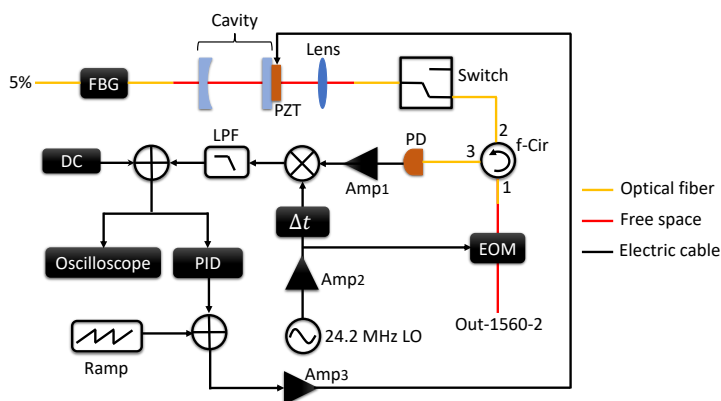 Cavity
Lens
5%
FBG
PZT
Switch
2
f-Cir
3
1
PD
LPF
DC
Amp1
Δt
Oscilloscope
PID
Amp2
EOM
24.2 MHz LO
Out-1560-2
Ramp
Amp3
Optical fiber
Free space
Electric cable